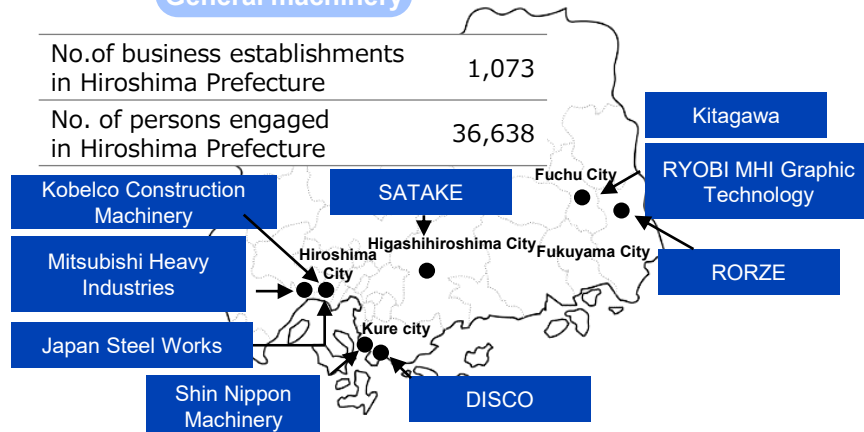 General machinery
No.of business establishments
in Hiroshima Prefecture
1,073
No. of persons engaged
in Hiroshima Prefecture
36,638
Kitagawa
RYOBI MHI Graphic
Technology
Fuchu City
SATAKE
Kobelco Construction
Machinery
Higashihiroshima City
Fukuyama City
RORZE
Hiroshima
City
Mitsubishi Heavy
Industries
Kure city
Japan Steel Works
Shin Nippon
Machinery
DISCO